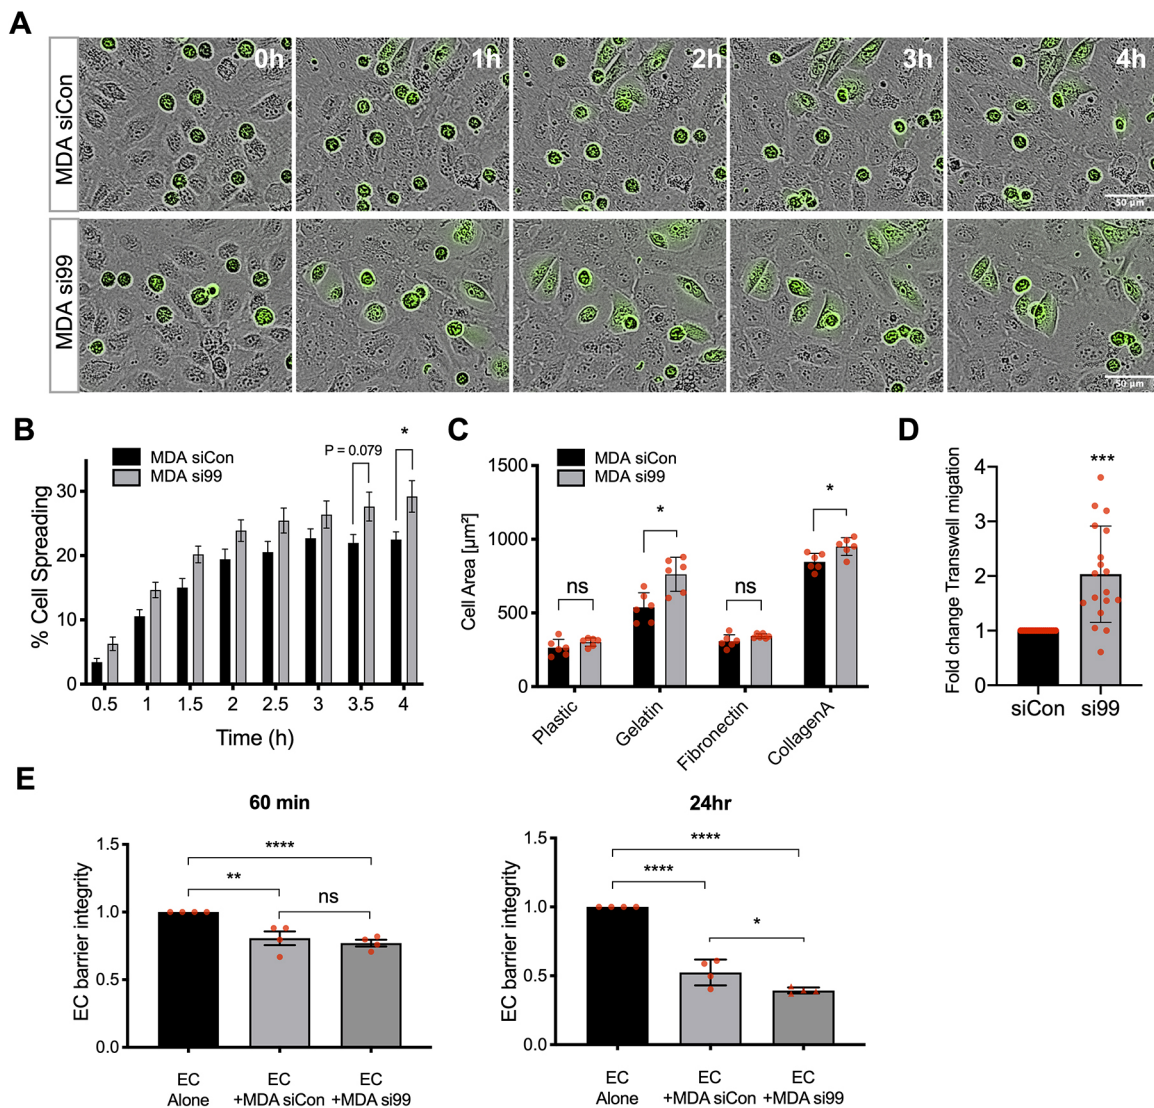 A
MDA siCon
0h
1h
2h
3h
4h
50 µm
MDA si99
50 µm
B
MDA siCon
MDA si99
P = 0.079
*
% Cell Spreading
30
20
10
0
0.5
1
1.5
2
2.5
3
3.5
4
Time (h)
C
MDA siCon
MDA si99
Cell Area [µm²]
1500
1000
500
0
ns
*
ns
*
Plastic
Gelatin
Fibronectin
CollagenA
D
Fold change Transwell migation
4
3
2
1
0
***
siCon
si99
E
60 min
EC barrier integrity
1.5
1.0
0.5
0.0
****
**
ns
EC
Alone
EC
+MDA siCon
EC
+MDA si99
24hr
EC barrier integrity
1.5
1.0
0.5
0.0
****
****
*
EC
Alone
EC
+MDA siCon
EC
+MDA si99